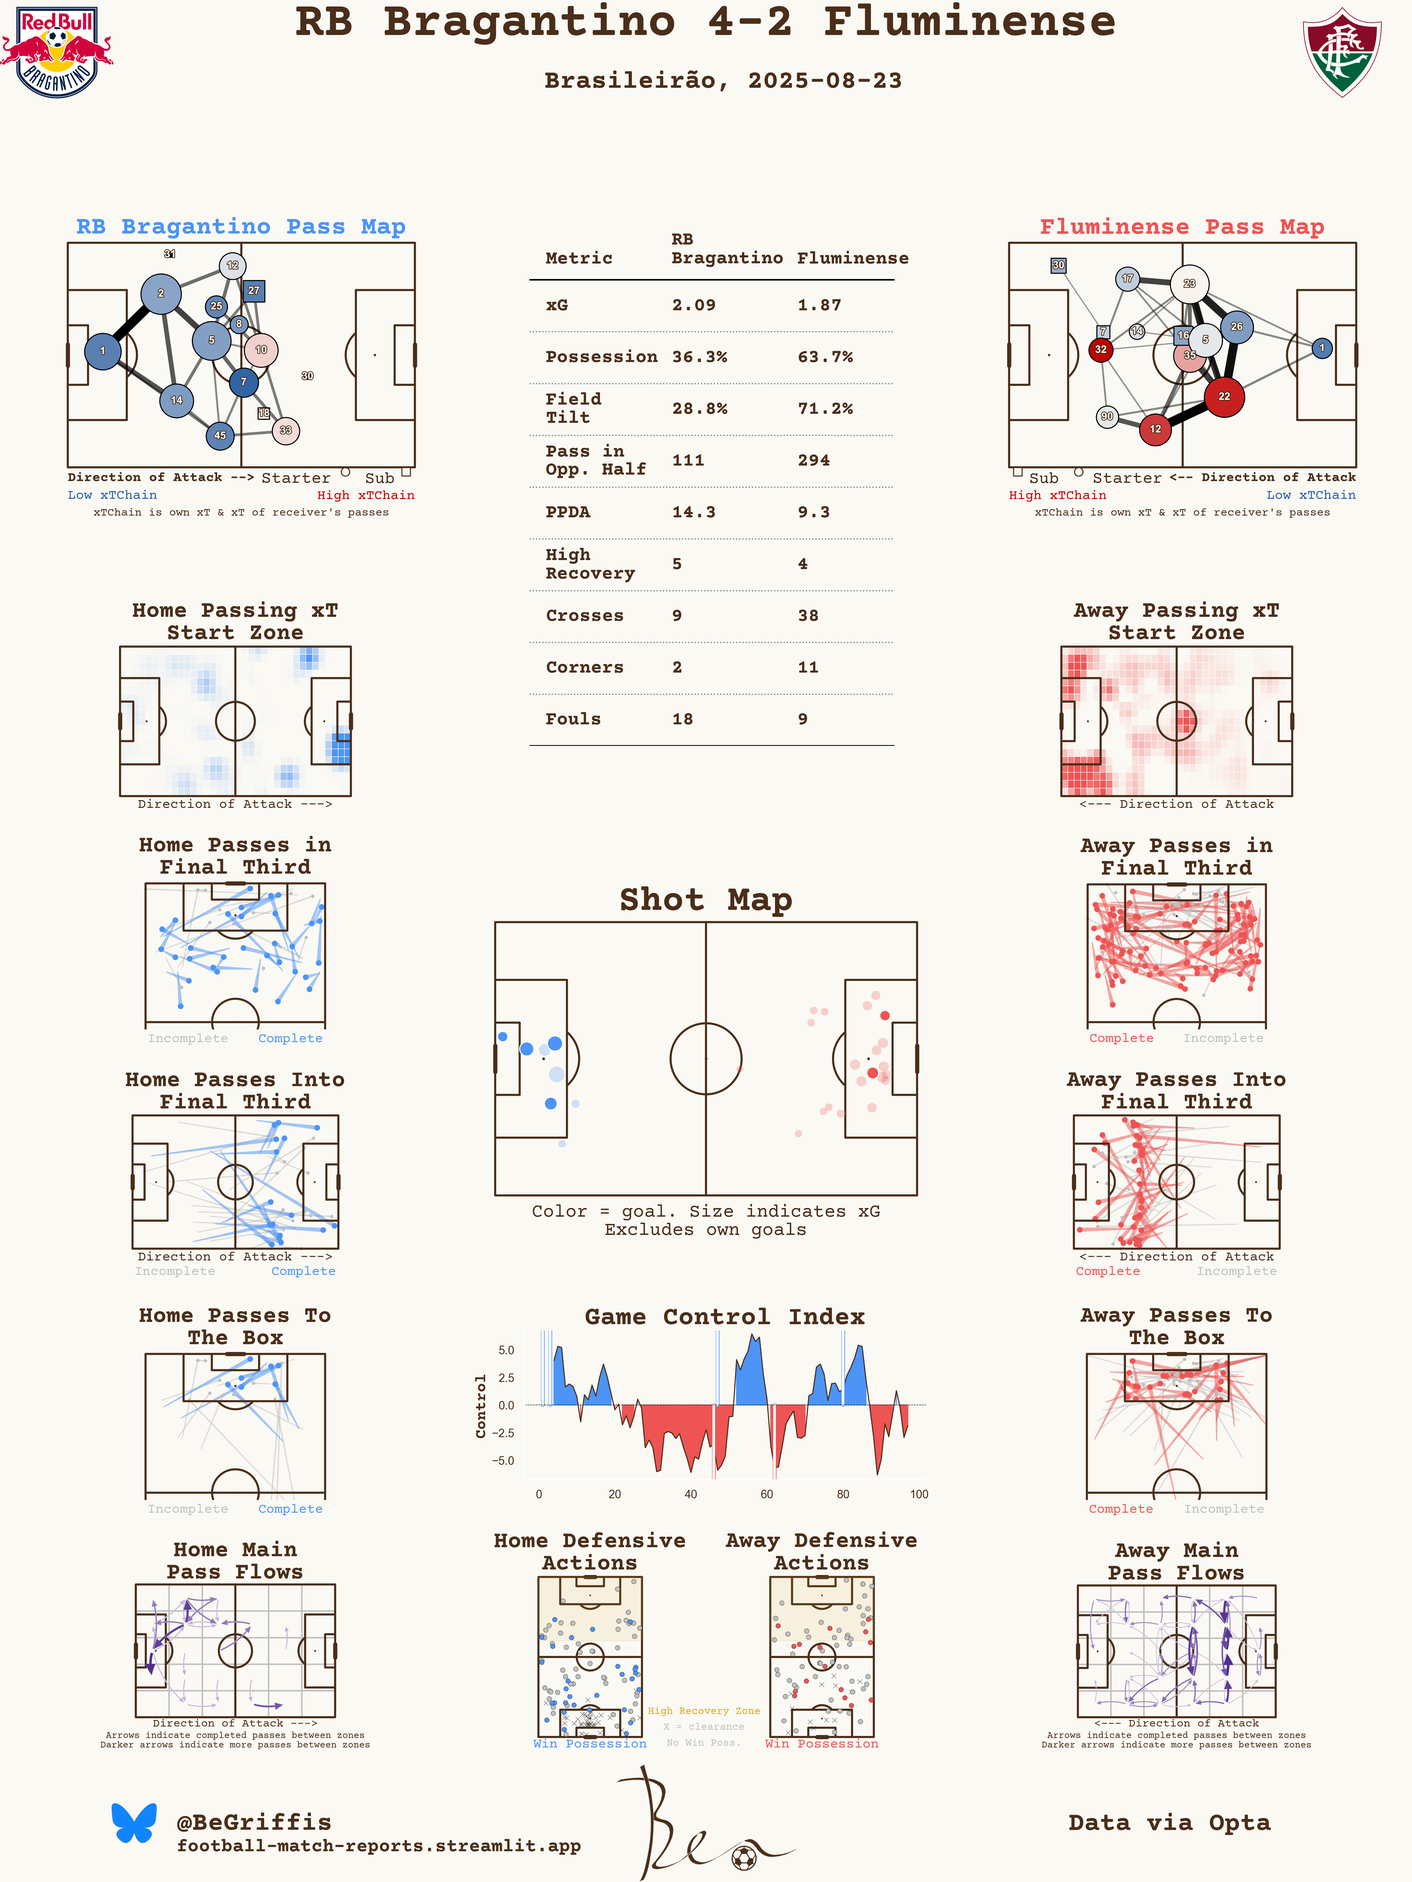 RB Bragantino 4-2 Fluminense
Brasileirão, 2025-08-23
RedBull
BRAGANTINO
RB Bragantino Pass Map
31
12
2
27
25
8
5
10
1
7
30
14
18
33
45
Direction of Attack --> Starter Sub
Low xTChain High xTChain
xTChain is own xT & xT of receiver's passes
Metric RB Bragantino Fluminense
xG 2.09 1.87
Possession 36.3% 63.7%
Field Tilt 28.8% 71.2%
Pass in Opp. Half 111 294
PPDA 14.3 9.3
High Recovery 5 4
Crosses 9 38
Corners 2 11
Fouls 18 9
Fluminense Pass Map
30
17
23
7
14
16
5
26
32
35
1
22
90
12
Sub Starter <-- Direction of Attack
High xTChain Low xTChain
xTChain is own xT & xT of receiver's passes
Home Passing xT
Start Zone
Direction of Attack --->
Away Passing xT
Start Zone
<--- Direction of Attack
Home Passes in
Final Third
Incomplete Complete
Away Passes in
Final Third
Complete Incomplete
Shot Map
Color = goal. Size indicates xG
Excludes own goals
Home Passes Into
Final Third
Direction of Attack --->
Incomplete Complete
Away Passes Into
Final Third
<--- Direction of Attack
Complete Incomplete
Home Passes To
The Box
Incomplete Complete
Game Control Index
Control
5.0
2.5
0.0
−2.5
−5.0
0 20 40 60 80 100
Away Passes To
The Box
Complete Incomplete
Home Main
Pass Flows
Direction of Attack --->
Arrows indicate completed passes between zones
Darker arrows indicate more passes between zones
Home Defensive
Actions
Win Possession
High Recovery Zone
X = clearance
No Win Poss.
Away Defensive
Actions
Win Possession
Away Main
Pass Flows
<--- Direction of Attack
Arrows indicate completed passes between zones
Darker arrows indicate more passes between zones
@BeGriffis
football-match-reports.streamlit.app
Ben
Data via Opta